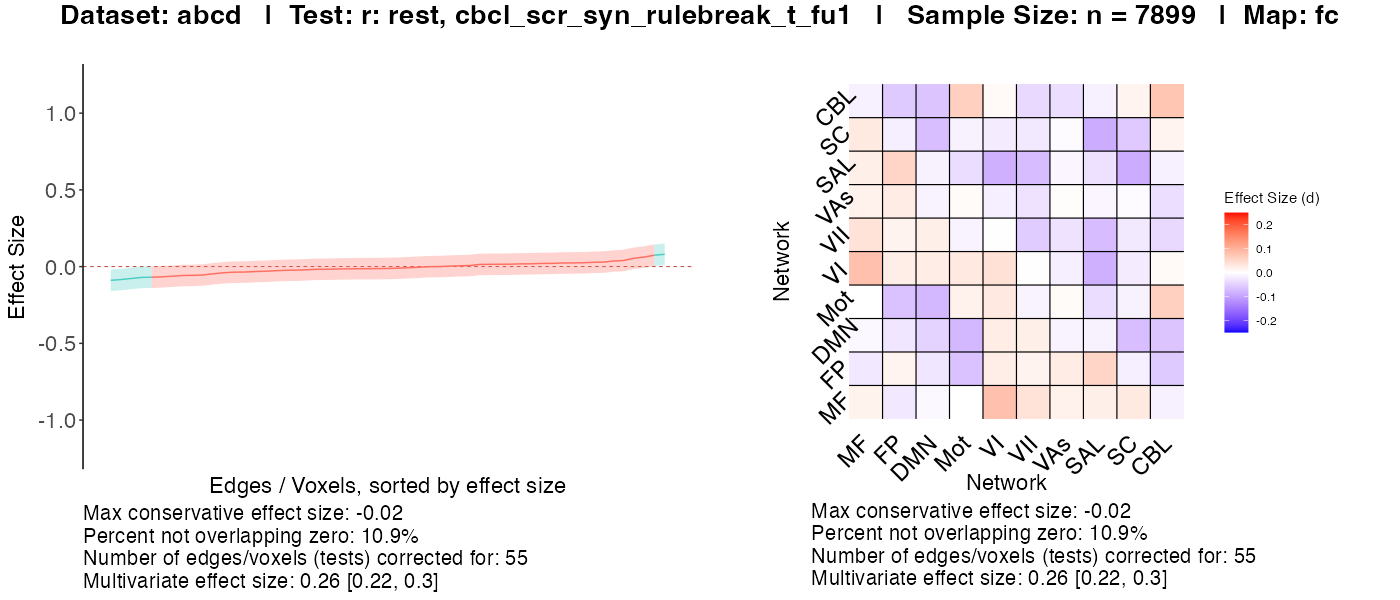 Dataset: abcd | Test: r: rest, cbcl_scr_syn_rulebreak_t_fu1 | Sample Size: n = 7899 | Map: fc
Effect Size
1.0
0.5
0.0
-0.5
-1.0
Edges / Voxels, sorted by effect size
Max conservative effect size: -0.02
Percent not overlapping zero: 10.9%
Number of edges/voxels (tests) corrected for: 55
Multivariate effect size: 0.26 [0.22, 0.3]
Network
CBL
SC
SAL
VAs
VII
VI
Mot
DMN
FP
MF
MF FP DMN Mot VI VII VAs SAL SC CBL
Network
Max conservative effect size: -0.02
Percent not overlapping zero: 10.9%
Number of edges/voxels (tests) corrected for: 55
Multivariate effect size: 0.26 [0.22, 0.3]
Effect Size (d)
0.2
0.1
0.0
-0.1
-0.2